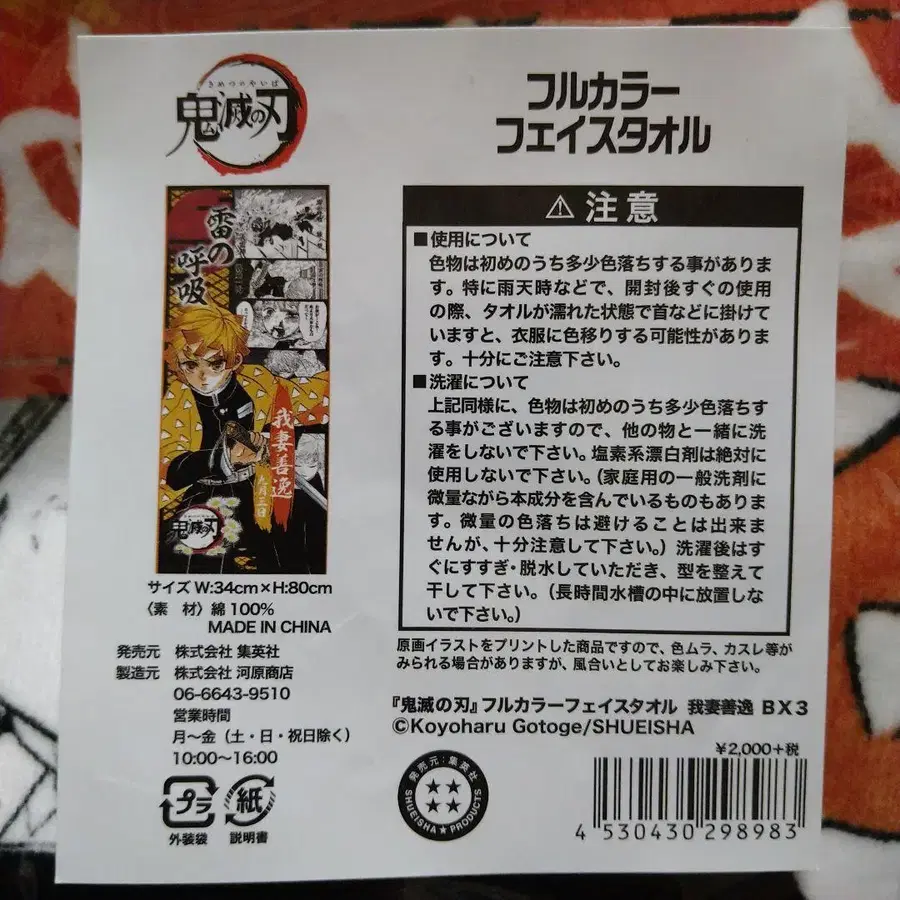 きめつのやいば
鬼滅の刃
フルカラー
フェイスタオル
雷の
呼吸
我妻善逸
九月三日
鬼滅の刃
サイズ W:34cm×H:80cm
〈素 材〉綿 100%
MADE IN CHINA
発売元 株式会社 集英社
製造元 株式会社 河原商店
06-6643-9510
営業時間
月〜金（土・日・祝日除く）
10:00〜16:00
プラ
外装袋
紙
説明書
⚠ 注意
■使用について
色物は初めのうち多少色落ちする事がありま
す。特に雨天時などで、開封後すぐの使用
の際、タオルが濡れた状態で首などに掛けて
いますと、衣服に色移りする可能性がありま
す。十分にご注意下さい。
■洗濯について
上記同様に、色物は初めのうち多少色落ちす
る事がございますので、他の物と一緒に洗
濯をしないで下さい。塩素系漂白剤は絶対に
使用しないで下さい。（家庭用の一般洗剤に
微量ながら本成分を含んでいるものもありま
す。微量の色落ちは避けることは出来ま
せんが、十分注意して下さい。）洗濯後はす
ぐにすすぎ・脱水していただき、型を整えて
干して下さい。（長時間水槽の中に放置しな
いで下さい。）
原画イラストをプリントした商品ですので、色ムラ、カスレ等が
みられる場合がありますが、風合いとしてお楽しみ下さい。
『鬼滅の刃』フルカラーフェイスタオル 我妻善逸 BX3
©Koyoharu Gotoge/SHUEISHA
¥2,000+税
発売元：集英社
SHUEISHA★PRODUCTS
4 530430 298983